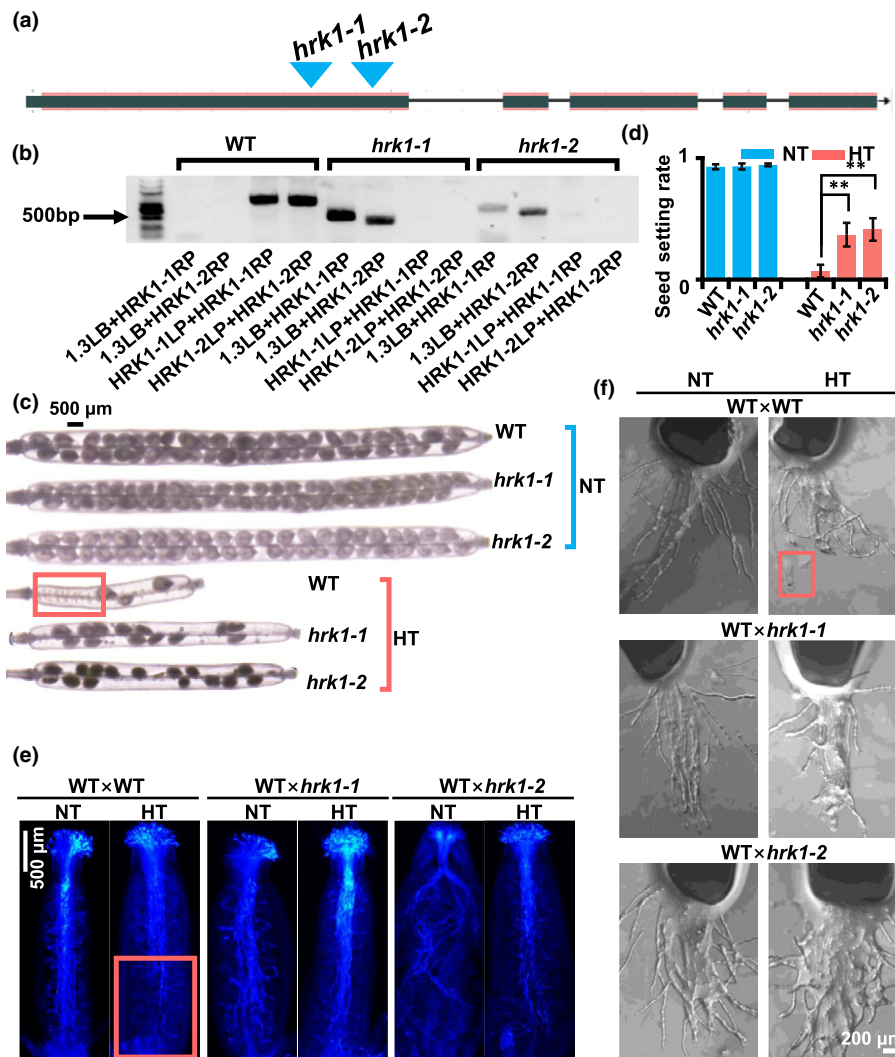 (a)
hrk1-1
hrk1-2
(b)
WT
hrk1-1
hrk1-2
500bp
1.3LB+HRK1-1RP
1.3LB+HRK1-2RP
HRK1-1LP+HRK1-1RP
HRK1-2LP+HRK1-2RP
1.3LB+HRK1-1RP
1.3LB+HRK1-2RP
HRK1-1LP+HRK1-1RP
HRK1-2LP+HRK1-2RP
1.3LB+HRK1-1RP
1.3LB+HRK1-2RP
HRK1-1LP+HRK1-1RP
HRK1-2LP+HRK1-2RP
(d)
NT
HT
1
0
Seed setting rate
**
**
WT
hrk1-1
hrk1-2
WT
hrk1-1
hrk1-2
(c)
500 µm
WT
hrk1-1
hrk1-2
NT
WT
hrk1-1
hrk1-2
HT
(e)
WT×WT
WT×hrk1-1
WT×hrk1-2
NT
HT
NT
HT
NT
HT
500 µm
(f)
NT
HT
WT×WT
WT×hrk1-1
WT×hrk1-2
200 µm